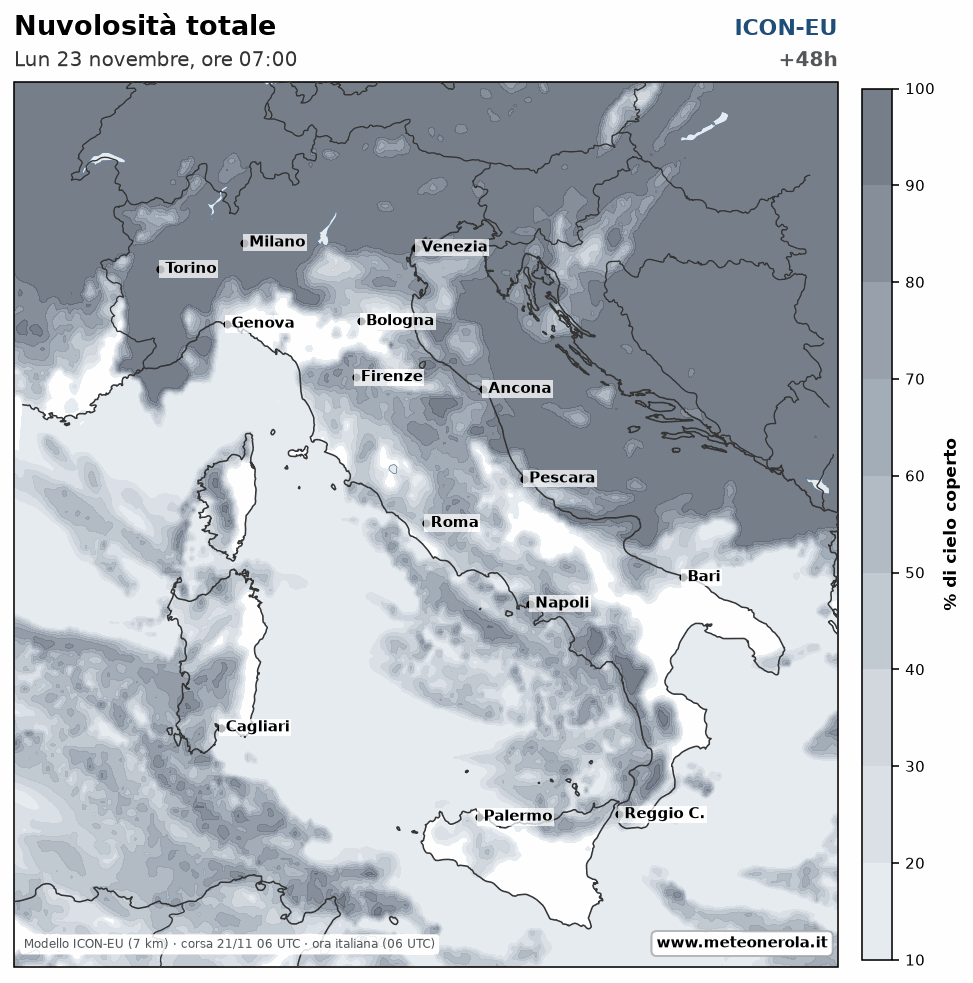 Nuvolosità totale
ICON-EU
Lun 23 novembre, ore 07:00
+48h
100
90
80
70
60
50
40
30
20
10
% di cielo coperto
Milano
Venezia
Torino
Genova
Bologna
Firenze
Ancona
Pescara
Roma
Bari
Napoli
Cagliari
Palermo
Reggio C.
Modello ICON-EU (7 km) · corsa 21/11 06 UTC · ora italiana (06 UTC)
www.meteonerola.it